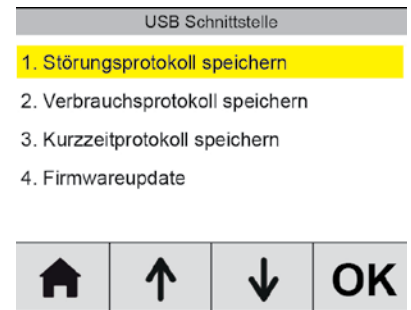 USB Schnittstelle
1. Störungsprotokoll speichern
2. Verbrauchsprotokoll speichern
3. Kurzzeitprotokoll speichern
4. Firmwareupdate
OK